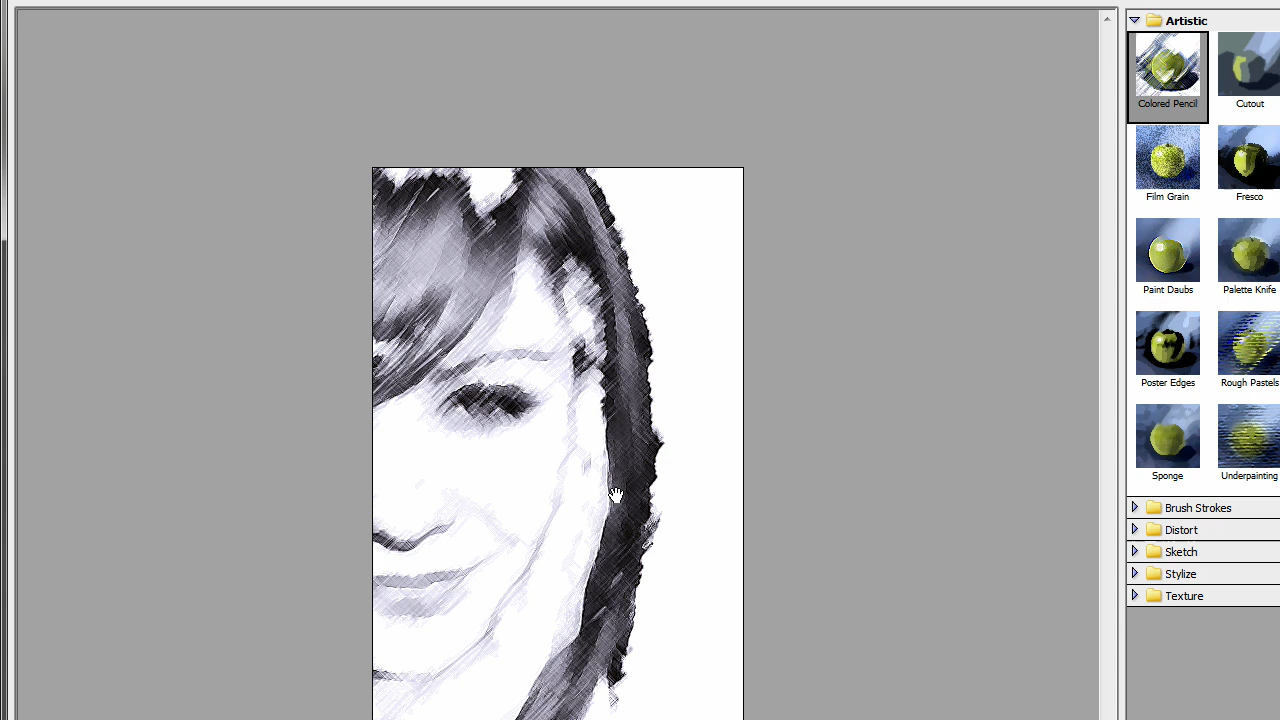 Artistic
Colored Pencil
Cutout
Film Grain
Fresco
Paint Daubs
Palette Knife
Poster Edges
Rough Pastels
Sponge
Underpainting
Brush Strokes
Distort
Sketch
Stylize
Texture